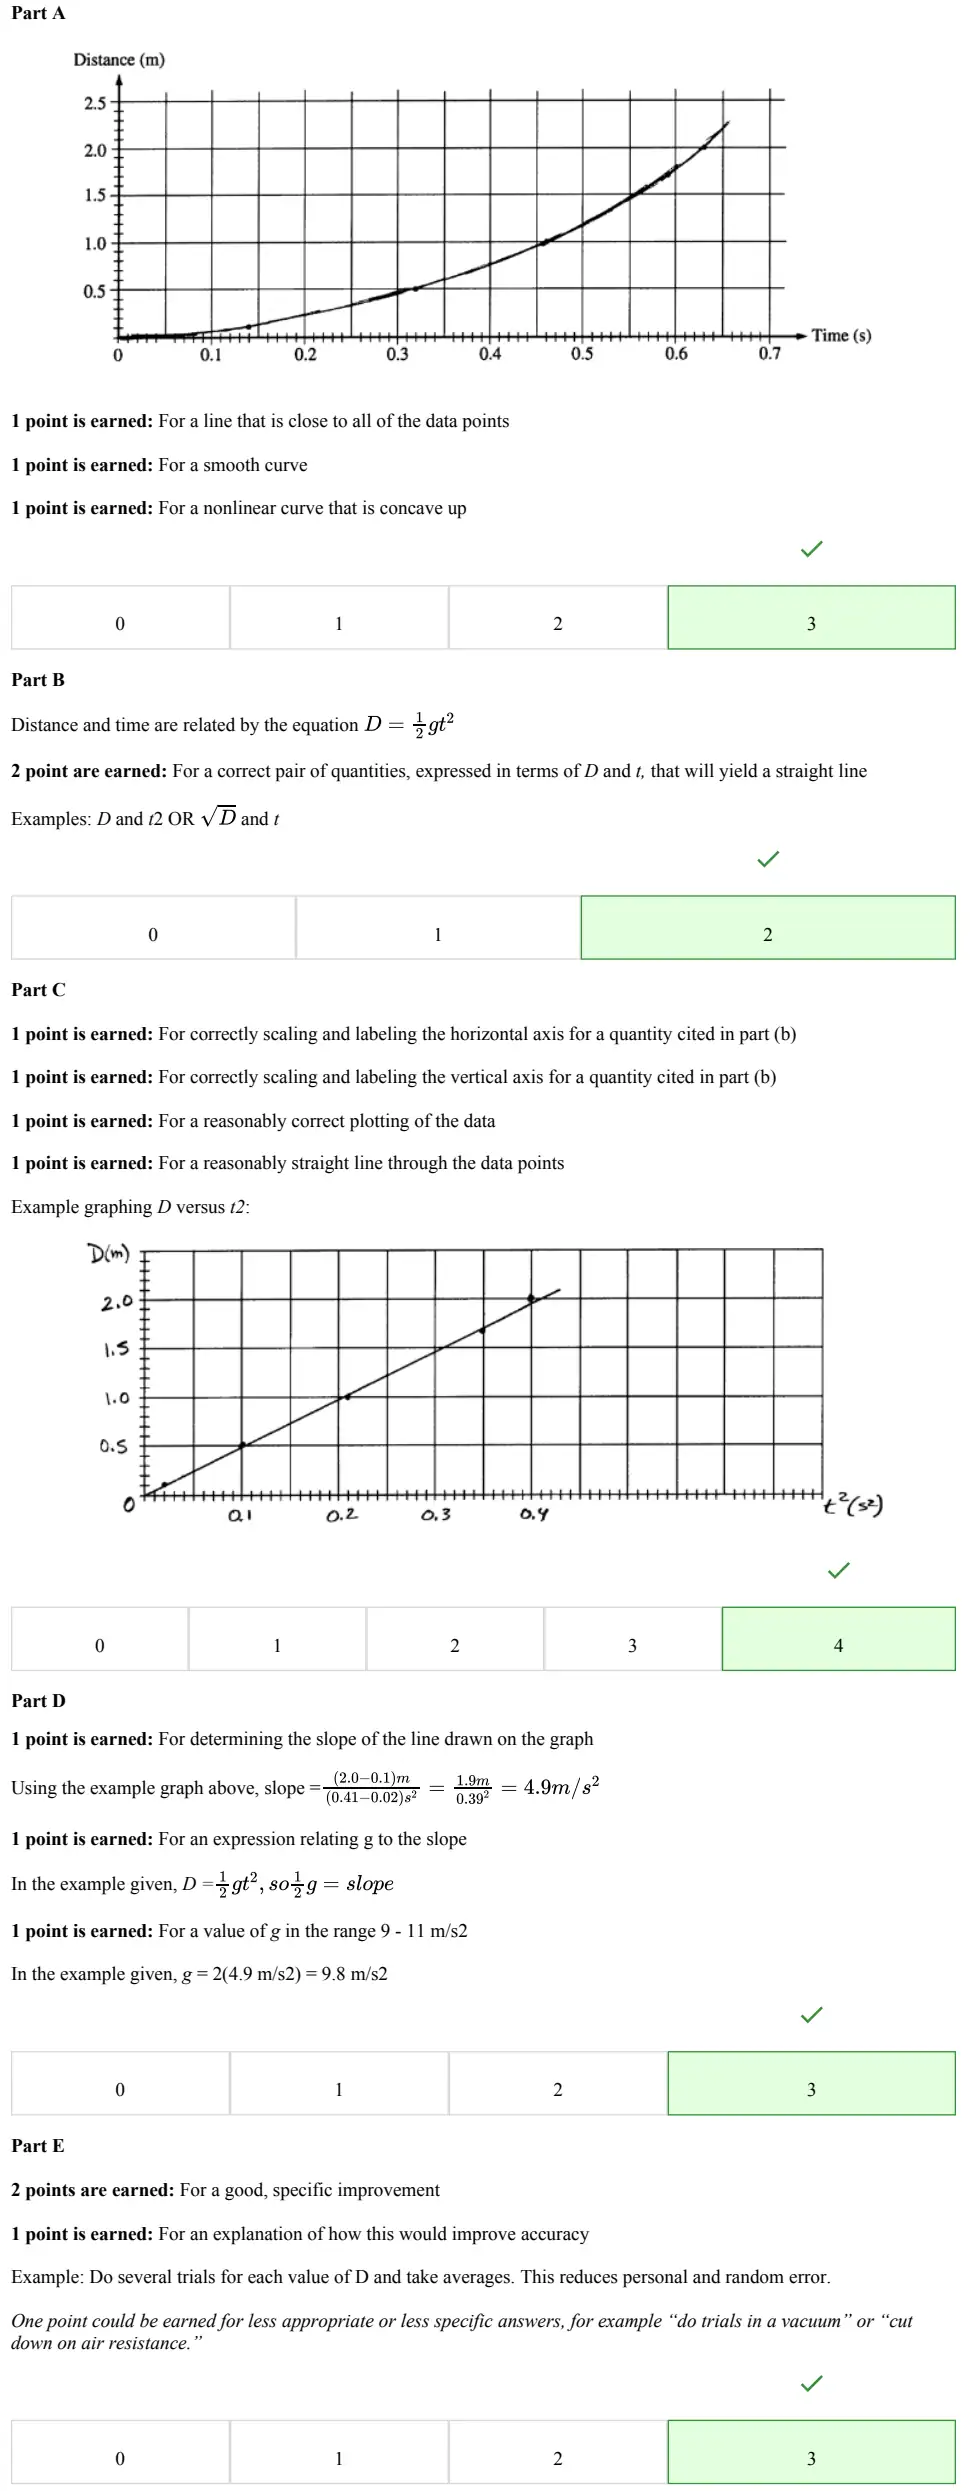 Part A
Distance (m)
2.5
2.0
1.5
1.0
0.5
0 0.1 0.2 0.3 0.4 0.5 0.6 0.7 Time (s)
1 point is earned: For a line that is close to all of the data points
1 point is earned: For a smooth curve
1 point is earned: For a nonlinear curve that is concave up
0 1 2 3
Part B
Distance and time are related by the equation D = 1/2 gt²
2 point are earned: For a correct pair of quantities, expressed in terms of D and t, that will yield a straight line
Examples: D and t2 OR √D and t
0 1 2
Part C
1 point is earned: For correctly scaling and labeling the horizontal axis for a quantity cited in part (b)
1 point is earned: For correctly scaling and labeling the vertical axis for a quantity cited in part (b)
1 point is earned: For a reasonably correct plotting of the data
1 point is earned: For a reasonably straight line through the data points
Example graphing D versus t2:
D(m)
2.0
1.5
1.0
0.5
0 0.1 0.2 0.3 0.4 t²(s²)
0 1 2 3 4
Part D
1 point is earned: For determining the slope of the line drawn on the graph
Using the example graph above, slope = (2.0−0.1)m/(0.41−0.02)s² = 1.9m/0.39² = 4.9m/s²
1 point is earned: For an expression relating g to the slope
In the example given, D = 1/2 gt², so 1/2 g = slope
1 point is earned: For a value of g in the range 9 - 11 m/s2
In the example given, g = 2(4.9 m/s2) = 9.8 m/s2
0 1 2 3
Part E
2 points are earned: For a good, specific improvement
1 point is earned: For an explanation of how this would improve accuracy
Example: Do several trials for each value of D and take averages. This reduces personal and random error.
One point could be earned for less appropriate or less specific answers, for example “do trials in a vacuum” or “cut
down on air resistance.”
0 1 2 3